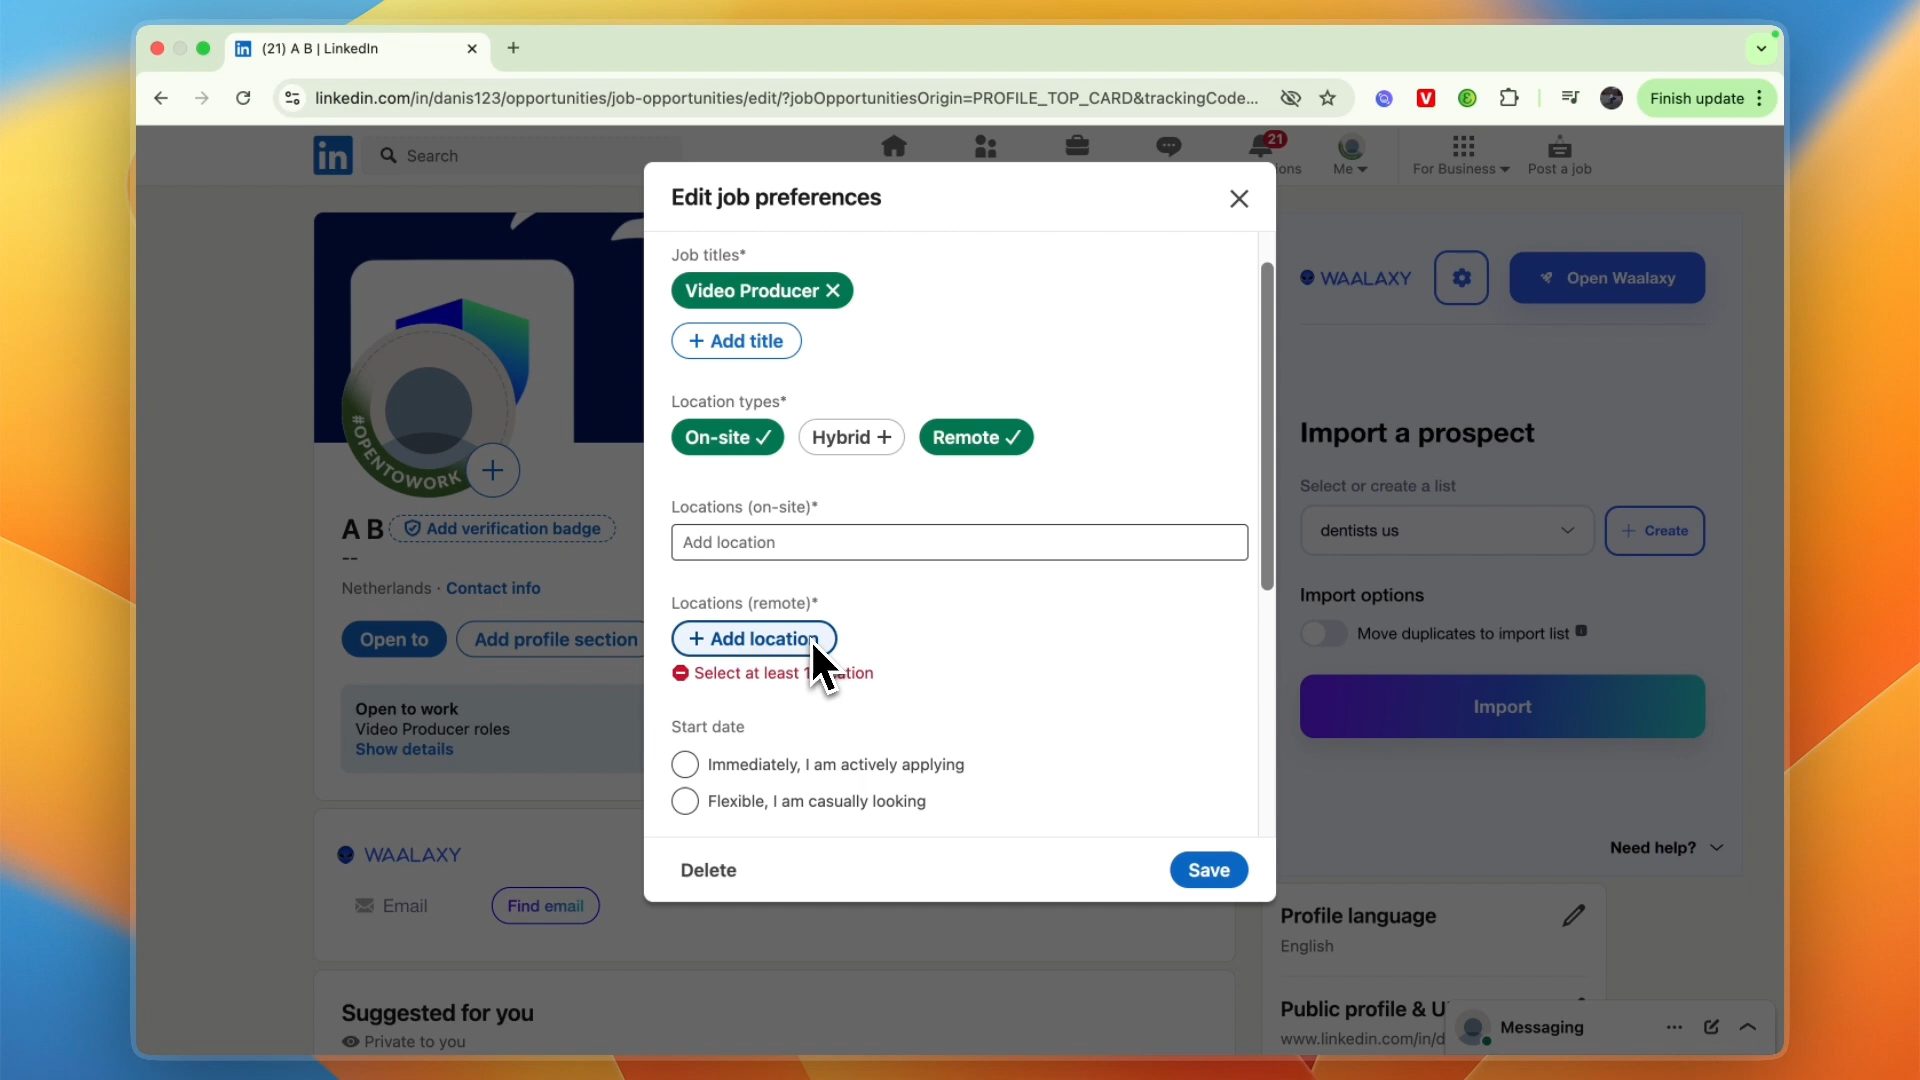 (21) A B | LinkedIn
linkedin.com/in/danis123/opportunities/job-opportunities/edit/?jobOpportunitiesOrigin=PROFILE_TOP_CARD&trackingCode...
Finish update
in
Search
21
Me
For Business
Post a job
Edit job preferences
Job titles*
Video Producer
+ Add title
Location types*
On-site
Hybrid
Remote
Locations (on-site)*
Add location
Locations (remote)*
+ Add location
Select at least 1
Start date
Immediately, I am actively applying
Flexible, I am casually looking
Delete
Save
#OPENTOWORK
A B
Add verification badge
--
Netherlands · Contact info
Open to
Add profile section
Open to work
Video Producer roles
Show details
WAALAXY
Email
Find email
Suggested for you
Private to you
WAALAXY
Open Waalaxy
Import a prospect
Select or create a list
dentists us
+ Create
Import options
Move duplicates to import list
Import
Need help?
Profile language
English
Public profile & U
www.linkedin.com/in/d
Messaging